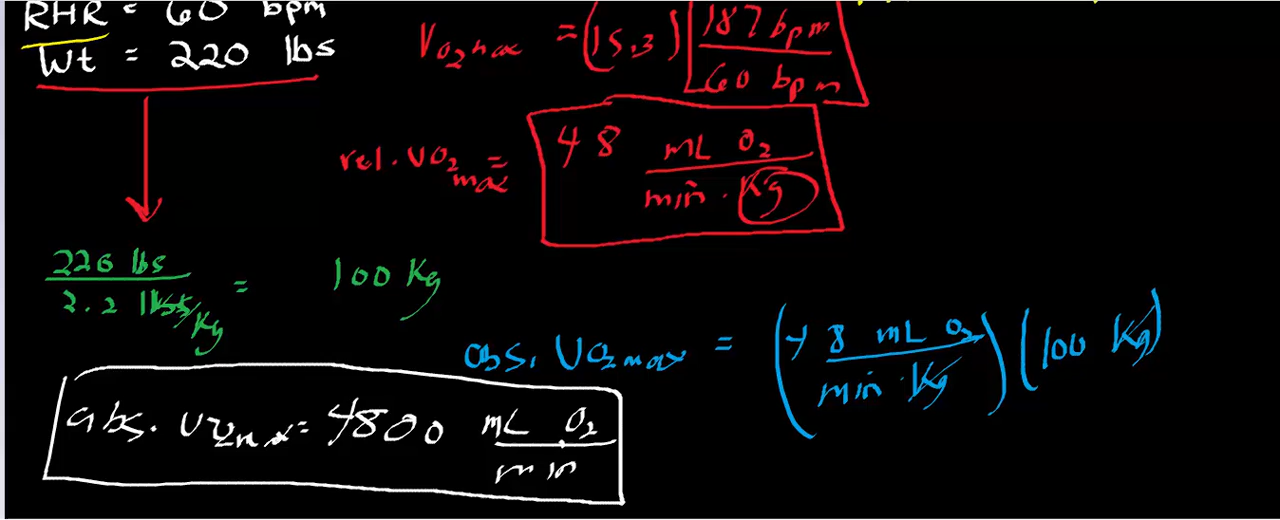 RHR = 60 bpm
Wt = 220 lbs
VO2max = (15.3) 187 bpm
60 bpm
rel. VO2max = 48 mL O2
min · Kg
220 lbs
2.2 lbs/Kg
= 100 Kg
abs. VO2max = (48 mL O2
min · Kg) (100 Kg)
abs. VO2max = 4800 mL O2
min